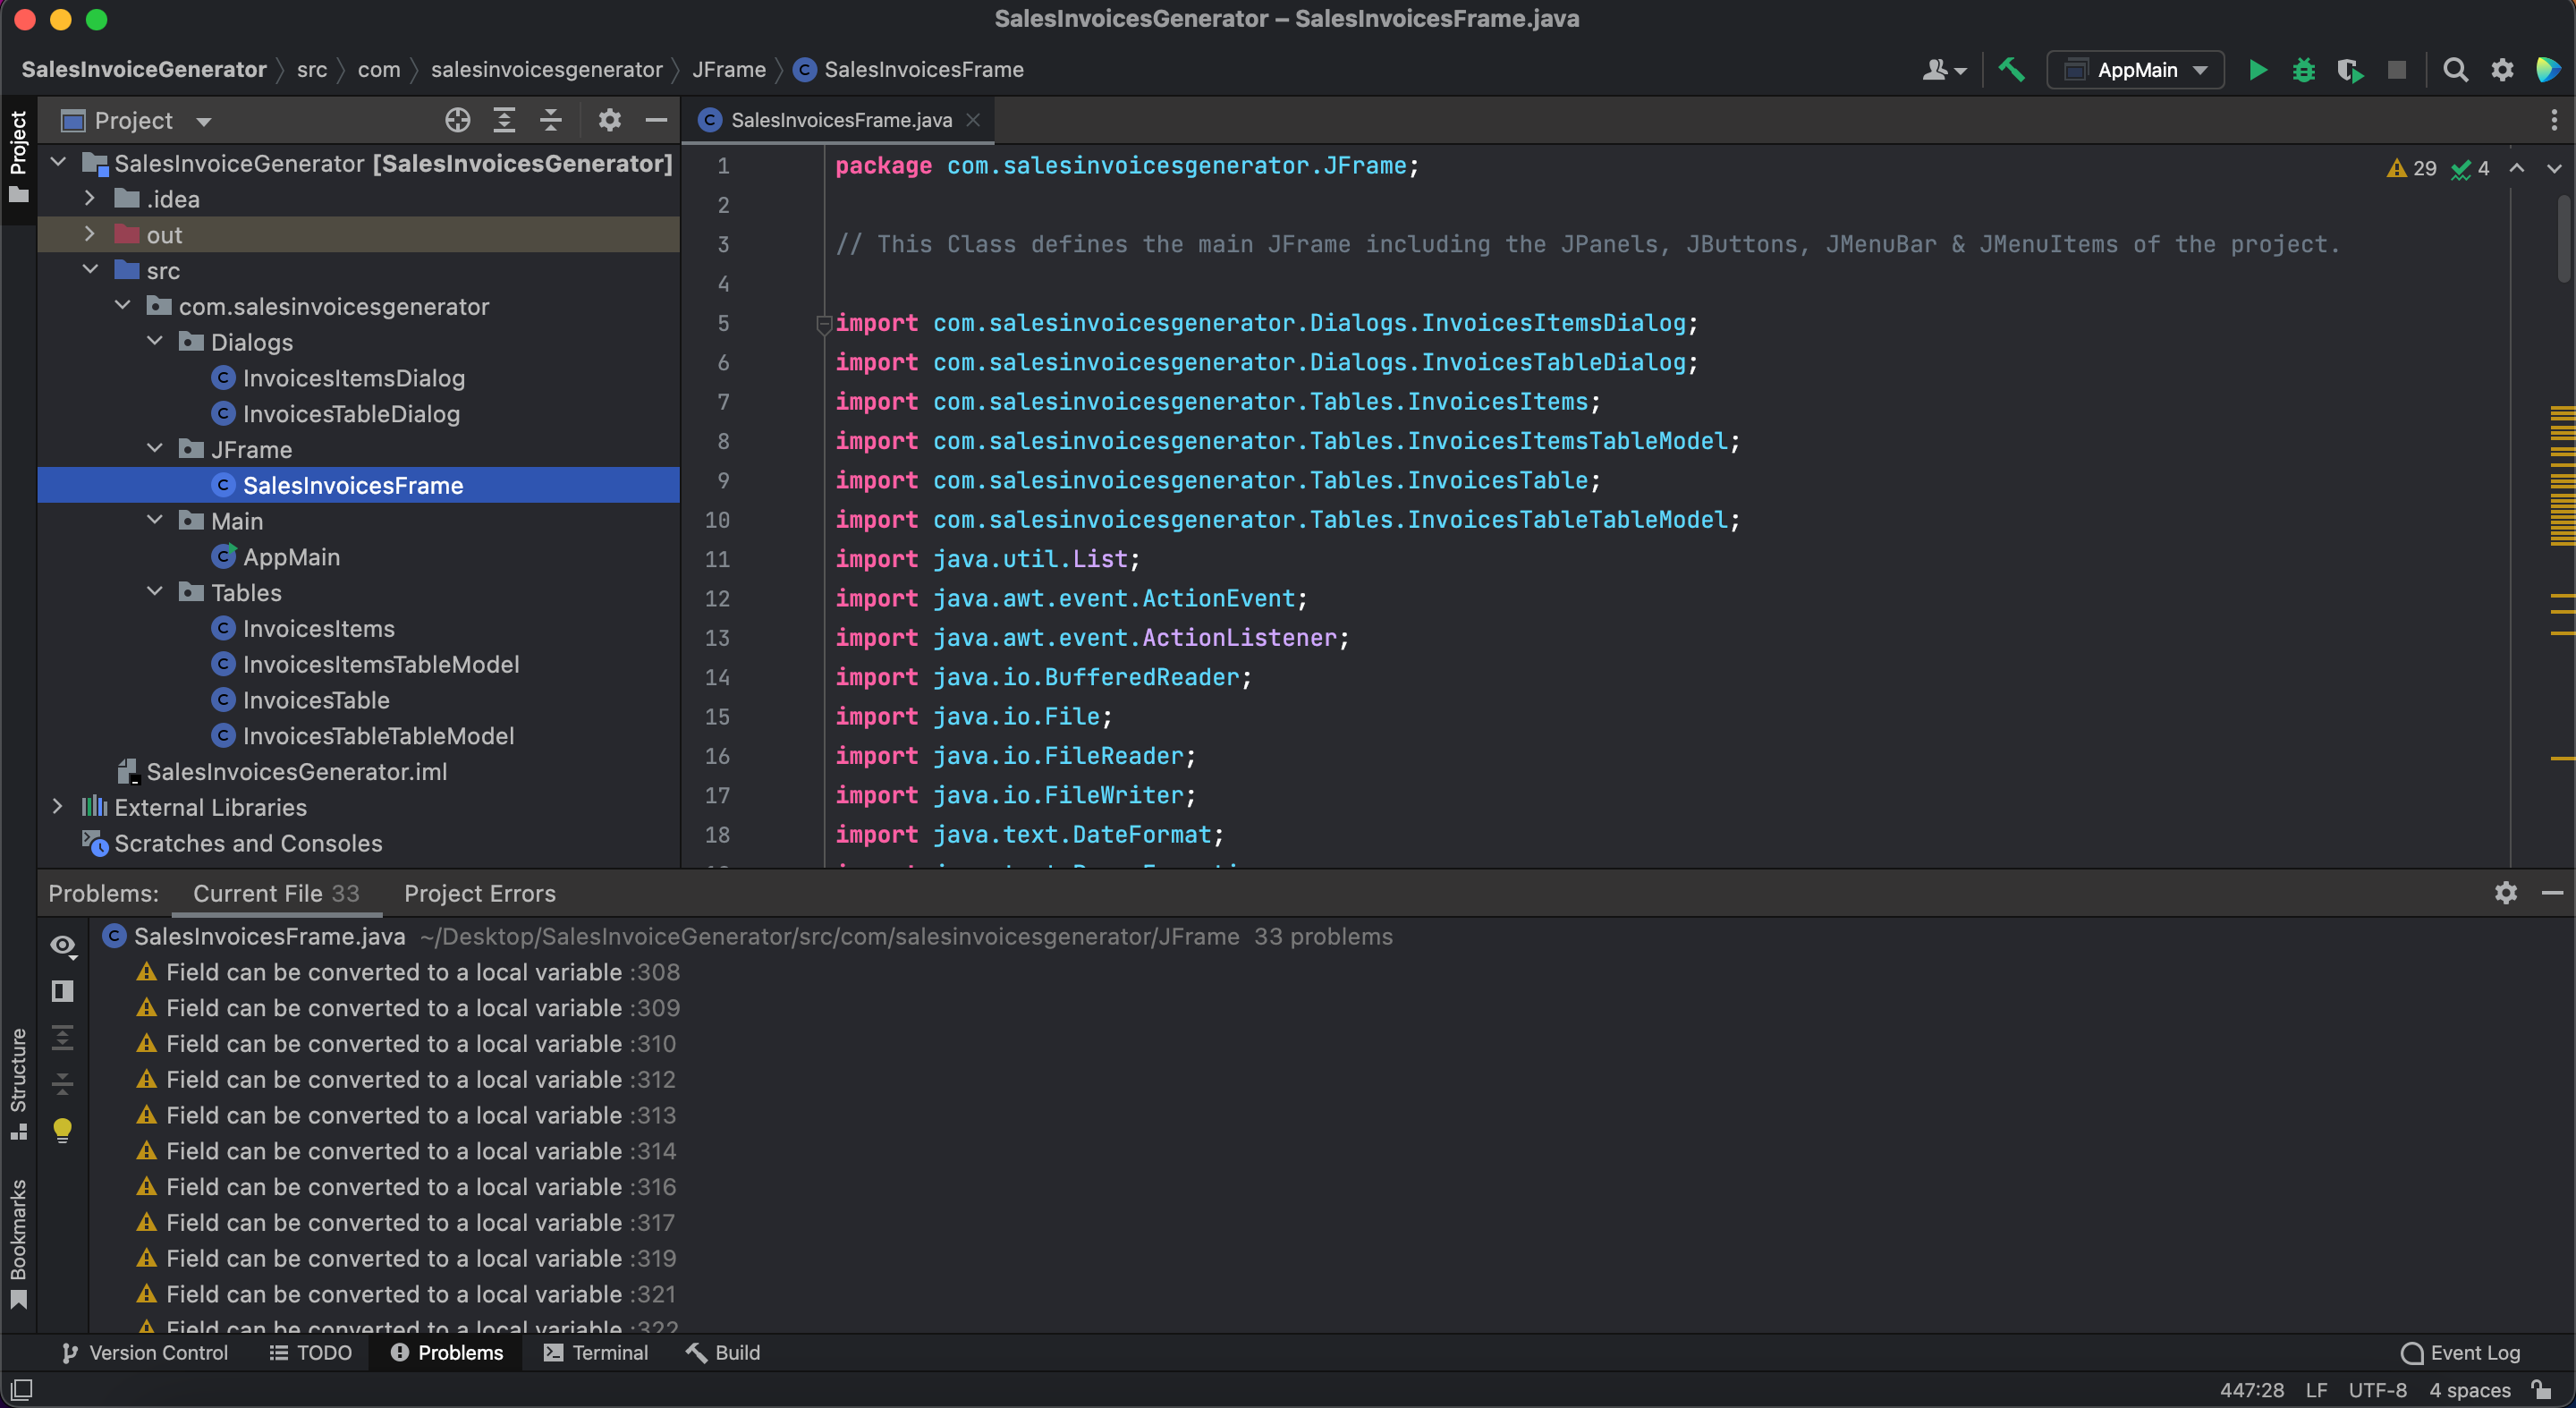 SalesInvoicesGenerator – SalesInvoicesFrame.java
SalesInvoiceGenerator src com salesinvoicesgenerator JFrame SalesInvoicesFrame
AppMain
Project
Project
SalesInvoiceGenerator [SalesInvoicesGenerator]
.idea
out
src
com.salesinvoicesgenerator
Dialogs
InvoicesItemsDialog
InvoicesTableDialog
JFrame
SalesInvoicesFrame
Main
AppMain
Tables
InvoicesItems
InvoicesItemsTableModel
InvoicesTable
InvoicesTableTableModel
SalesInvoicesGenerator.iml
External Libraries
Scratches and Consoles
SalesInvoicesFrame.java
29 4
1 package com.salesinvoicesgenerator.JFrame;
2
3 // This Class defines the main JFrame including the JPanels, JButtons, JMenuBar & JMenuItems of the project.
4
5 import com.salesinvoicesgenerator.Dialogs.InvoicesItemsDialog;
6 import com.salesinvoicesgenerator.Dialogs.InvoicesTableDialog;
7 import com.salesinvoicesgenerator.Tables.InvoicesItems;
8 import com.salesinvoicesgenerator.Tables.InvoicesItemsTableModel;
9 import com.salesinvoicesgenerator.Tables.InvoicesTable;
10 import com.salesinvoicesgenerator.Tables.InvoicesTableTableModel;
11 import java.util.List;
12 import java.awt.event.ActionEvent;
13 import java.awt.event.ActionListener;
14 import java.io.BufferedReader;
15 import java.io.File;
16 import java.io.FileReader;
17 import java.io.FileWriter;
18 import java.text.DateFormat;
Problems: Current File 33 Project Errors
SalesInvoicesFrame.java ~/Desktop/SalesInvoiceGenerator/src/com/salesinvoicesgenerator/JFrame 33 problems
Field can be converted to a local variable :308
Field can be converted to a local variable :309
Field can be converted to a local variable :310
Field can be converted to a local variable :312
Field can be converted to a local variable :313
Field can be converted to a local variable :314
Field can be converted to a local variable :316
Field can be converted to a local variable :317
Field can be converted to a local variable :319
Field can be converted to a local variable :321
Field can be converted to a local variable :322
Structure
Bookmarks
Version Control TODO Problems Terminal Build Event Log
447:28 LF UTF-8 4 spaces